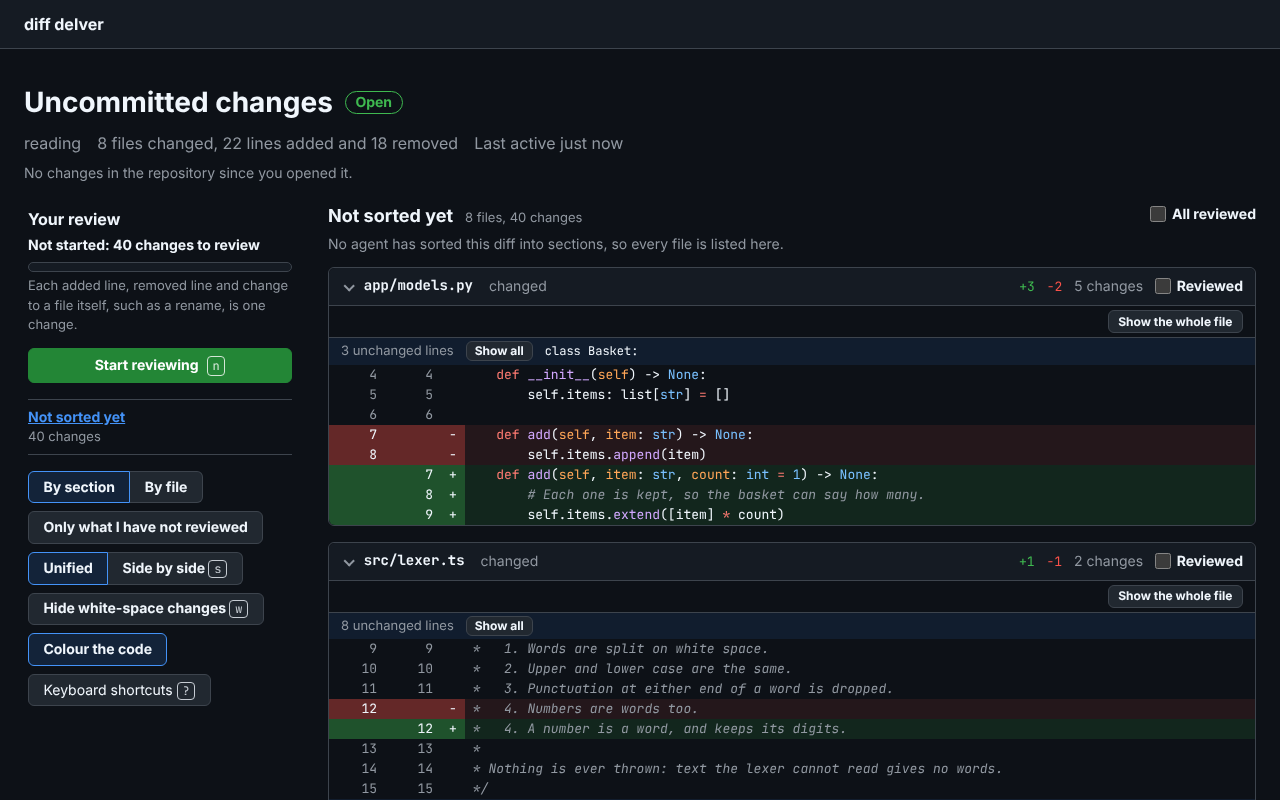 diff delver
Uncommitted changes Open
reading 8 files changed, 22 lines added and 18 removed Last active just now
No changes in the repository since you opened it.
Your review
Not started: 40 changes to review
Each added line, removed line and change
to a file itself, such as a rename, is one
change.
Start reviewing n
Not sorted yet
40 changes
By section By file
Only what I have not reviewed
Unified Side by side s
Hide white-space changes w
Colour the code
Keyboard shortcuts ?
Not sorted yet 8 files, 40 changes All reviewed
No agent has sorted this diff into sections, so every file is listed here.
app/models.py changed +3 -2 5 changes Reviewed
Show the whole file
3 unchanged lines Show all class Basket:
4 4 def __init__(self) -> None:
5 5 self.items: list[str] = []
6 6
7 - def add(self, item: str) -> None:
8 - self.items.append(item)
7 + def add(self, item: str, count: int = 1) -> None:
8 + # Each one is kept, so the basket can say how many.
9 + self.items.extend([item] * count)
src/lexer.ts changed +1 -1 2 changes Reviewed
Show the whole file
8 unchanged lines Show all
9 9 * 1. Words are split on white space.
10 10 * 2. Upper and lower case are the same.
11 11 * 3. Punctuation at either end of a word is dropped.
12 - * 4. Numbers are words too.
12 + * 4. A number is a word, and keeps its digits.
13 13 *
14 14 * Nothing is ever thrown: text the lexer cannot read gives no words.
15 15 */